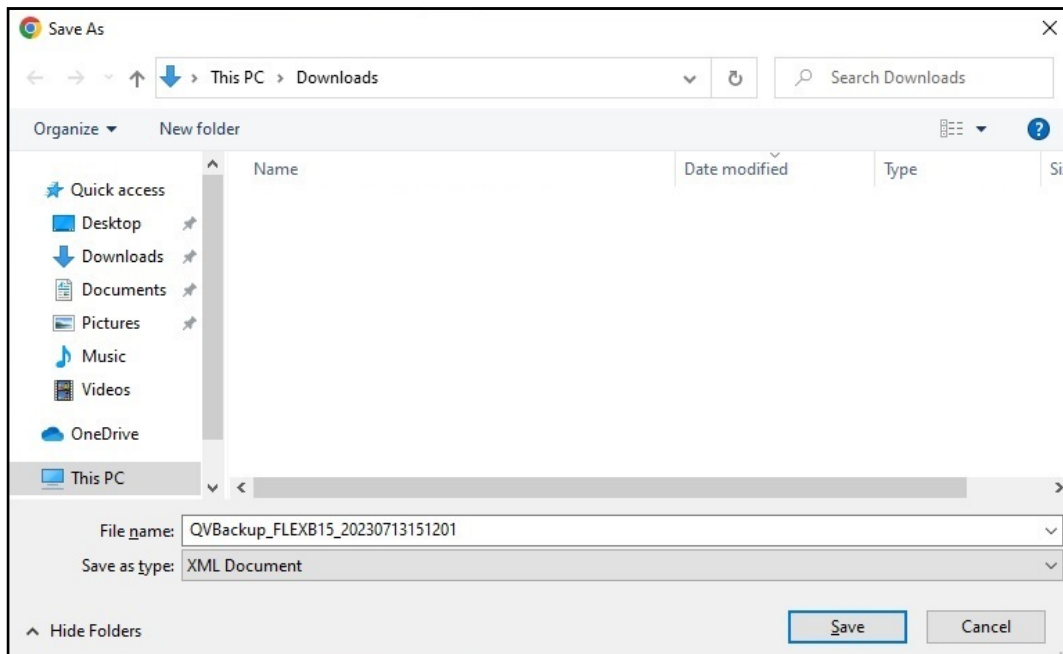 Save As
This PC > Downloads
Search Downloads
Organize
New folder
Name
Date modified
Type
Si
Quick access
Desktop
Downloads
Documents
Pictures
Music
Videos
OneDrive
This PC
File name: QVBackup_FLEXB15_20230713151201
Save as type: XML Document
Hide Folders
Save
Cancel